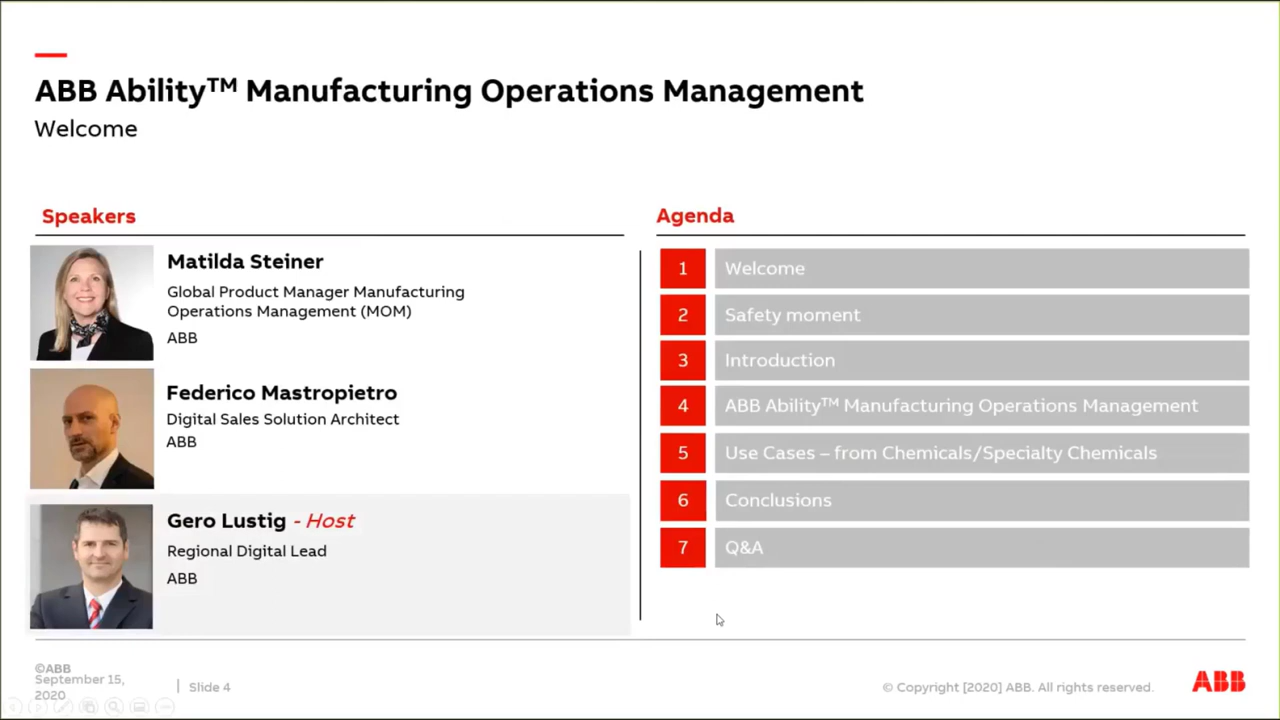 ABB Ability™ Manufacturing Operations Management
Welcome
Speakers
Matilda Steiner
Global Product Manager Manufacturing
Operations Management (MOM)
ABB
Federico Mastropietro
Digital Sales Solution Architect
ABB
Gero Lustig - Host
Regional Digital Lead
ABB
Agenda
1 Welcome
2 Safety moment
3 Introduction
4 ABB Ability™ Manufacturing Operations Management
5 Use Cases – from Chemicals/Specialty Chemicals
6 Conclusions
7 Q&A
©ABB
September 15,
2020
Slide 4
© Copyright [2020] ABB. All rights reserved.
ABB